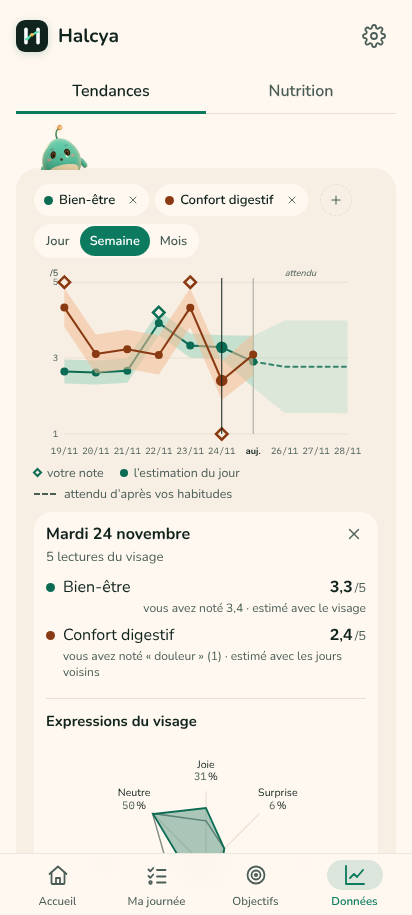 Halcya
Tendances
Nutrition
Bien-être ×
Confort digestif ×
+
Jour
Semaine
Mois
/5
attendu
5
3
1
19/11 20/11 21/11 22/11 23/11 24/11 auj. 26/11 27/11 28/11
votre note
l’estimation du jour
attendu d’après vos habitudes
Mardi 24 novembre
5 lectures du visage
Bien-être 3,3 /5
vous avez noté 3,4 · estimé avec le visage
Confort digestif 2,4 /5
vous avez noté « douleur » (1) · estimé avec les jours
voisins
Expressions du visage
Joie
31 %
Neutre
50 %
Surprise
6 %
Accueil
Ma journée
Objectifs
Données